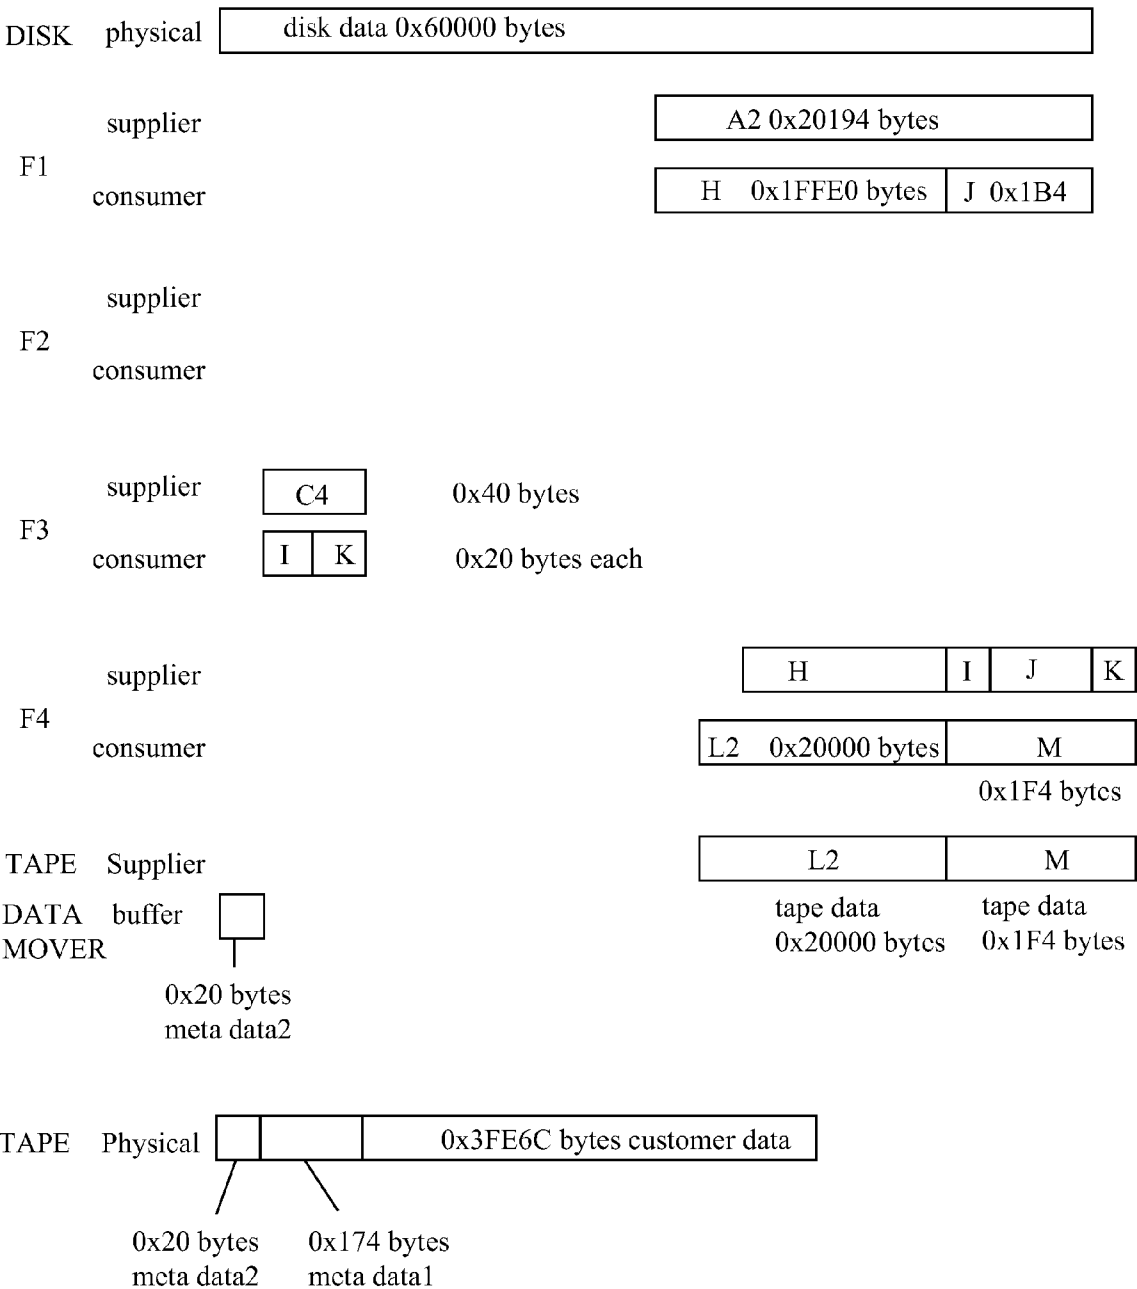 DISK physical disk data 0x60000 bytes
supplier A2 0x20194 bytes
F1
consumer H 0x1FFE0 bytes J 0x1B4
supplier
F2
consumer
supplier C4 0x40 bytes
F3
consumer I K 0x20 bytes each
supplier H I J K
F4
consumer L2 0x20000 bytes M
0x1F4 bytes
TAPE Supplier L2 M
DATA buffer tape data tape data
MOVER 0x20000 bytes 0x1F4 bytes
0x20 bytes
meta data2
TAPE Physical 0x3FE6C bytes customer data
0x20 bytes 0x174 bytes
meta data2 meta data1